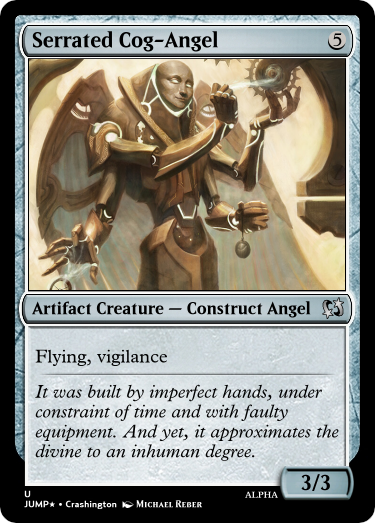 Serrated Cog-Angel 5
Artifact Creature — Construct Angel
Flying, vigilance
It was built by imperfect hands, under
constraint of time and with faulty
equipment. And yet, it approximates the
divine to an inhuman degree.
3/3
U
JUMP★ • Crashington Michael Reber
ALPHA